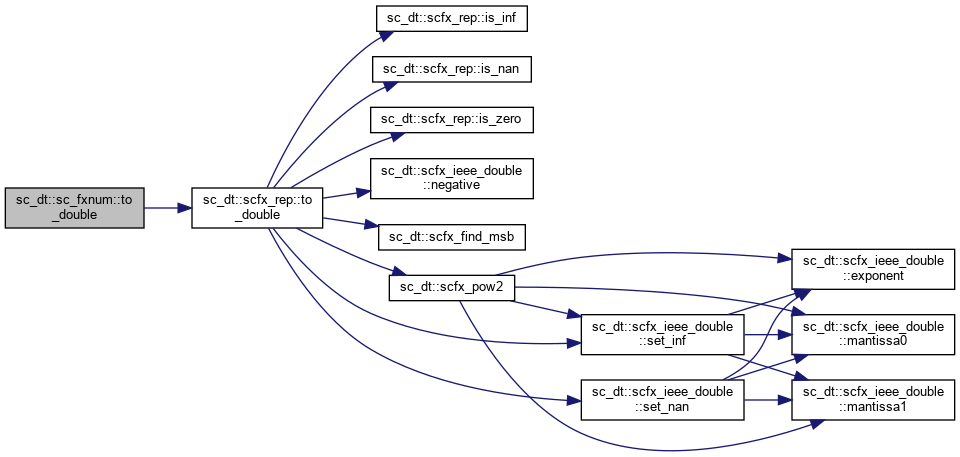 sc_dt::sc_fxnum::to
_double
sc_dt::scfx_rep::to
_double
sc_dt::scfx_rep::is_inf
sc_dt::scfx_rep::is_nan
sc_dt::scfx_rep::is_zero
sc_dt::scfx_ieee_double
::negative
sc_dt::scfx_find_msb
sc_dt::scfx_pow2
sc_dt::scfx_ieee_double
::set_inf
sc_dt::scfx_ieee_double
::set_nan
sc_dt::scfx_ieee_double
::exponent
sc_dt::scfx_ieee_double
::mantissa0
sc_dt::scfx_ieee_double
::mantissa1